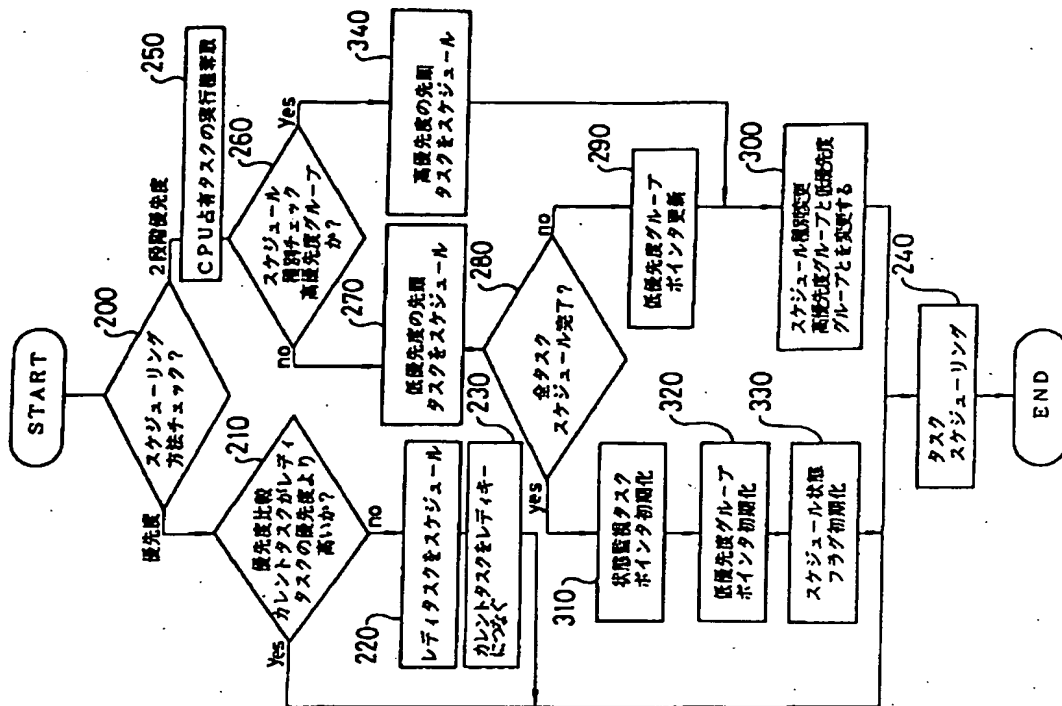 START
200
スケジューリング
方法チェック?
優先度
2段階優先度
210
優先度比較
カレントタスクがレディ
タスクの優先度より
高いか?
Yes
no
220
レディタスクをスケジュール
230
カレントタスクをレディキー
につなぐ
250
CPU占有タスクの実行権奪取
260
スケジュール
種別チェック
高優先度グループ
か?
Yes
no
340
高優先度の先頭
タスクをスケジュール
270
低優先度の先頭
タスクをスケジュール
280
全タスク
スケジュール完了?
yes
no
290
低優先度グループ
ポインタ更新
300
スケジュール種別変更
高優先度グループと低優先度
グループとを変更する
310
状態監視タスク
ポインタ初期化
320
低優先度グループ
ポインタ初期化
330
スケジュール状態
フラグ初期化
240
タスク
スケジューリング
END